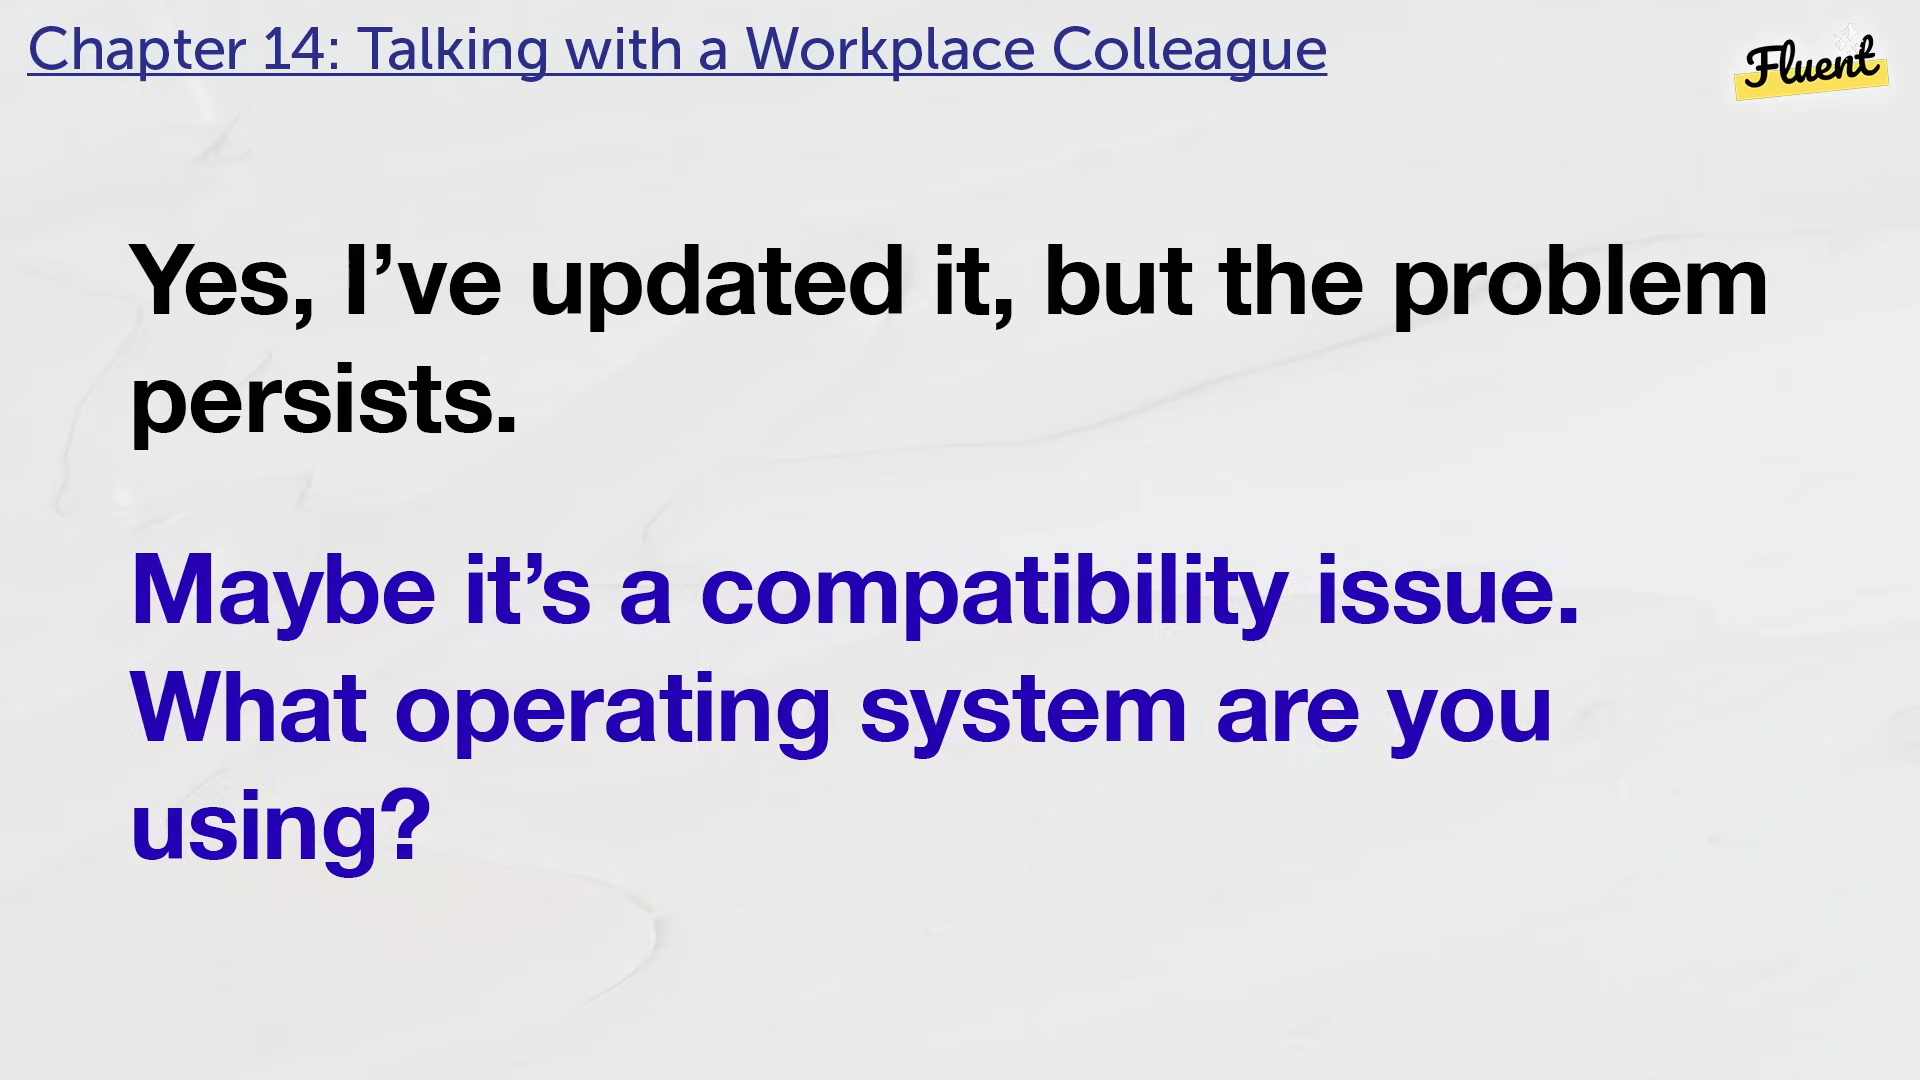 Chapter 14: Talking with a Workplace Colleague
Fluent
Yes, I’ve updated it, but the problem
persists.
Maybe it’s a compatibility issue.
What operating system are you
using?